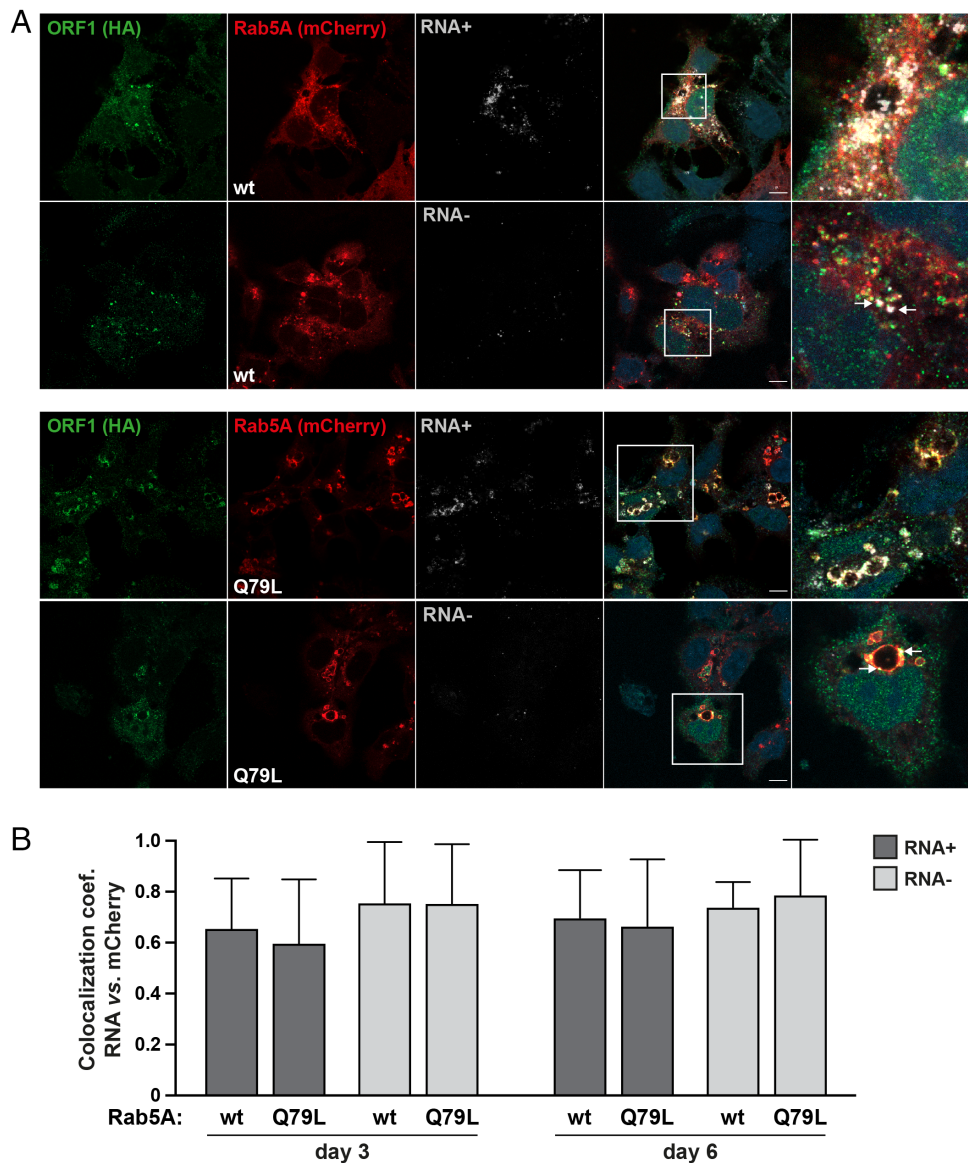 A
ORF1 (HA)
Rab5A (mCherry)
RNA+
wt
RNA-
wt
ORF1 (HA)
Rab5A (mCherry)
RNA+
Q79L
RNA-
Q79L
B
Colocalization coef.
RNA vs. mCherry
1.0
0.8
0.6
0.4
0.2
0
RNA+
RNA-
Rab5A: wt Q79L wt Q79L wt Q79L wt Q79L
day 3 day 6